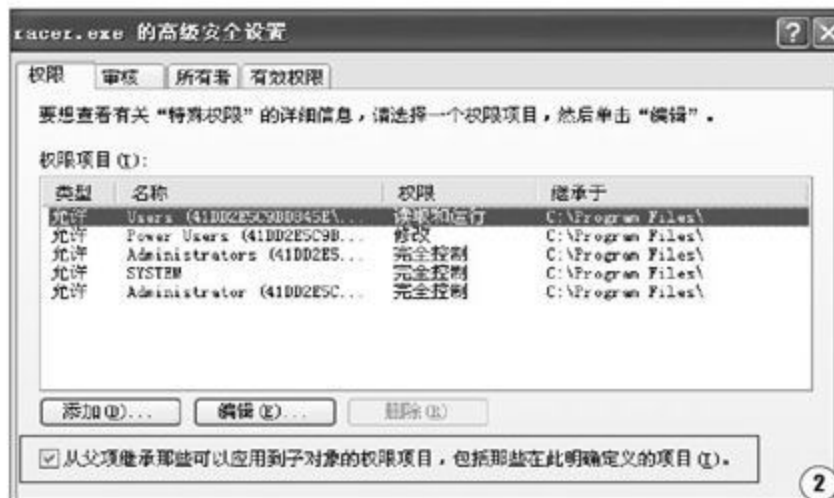 racer.exe 的高级安全设置
权限 审核 所有者 有效权限
要想查看有关“特殊权限”的详细信息，请选择一个权限项目，然后单击“编辑”。
权限项目(T):
类型 名称 权限 继承于
允许 Users (41DD2E5C9BD845E\... 读取和运行 C:\Program Files\
允许 Power Users (41DD2E5C9B... 修改 C:\Program Files\
允许 Administrators (41DD2E5... 完全控制 C:\Program Files\
允许 SYSTEM 完全控制 C:\Program Files\
允许 Administrator (41DD2E5C... 完全控制 C:\Program Files\
添加(D)... 编辑(E)... 删除(R)
从父项继承那些可以应用到子对象的权限项目，包括那些在此明确定义的项目(I)。
2